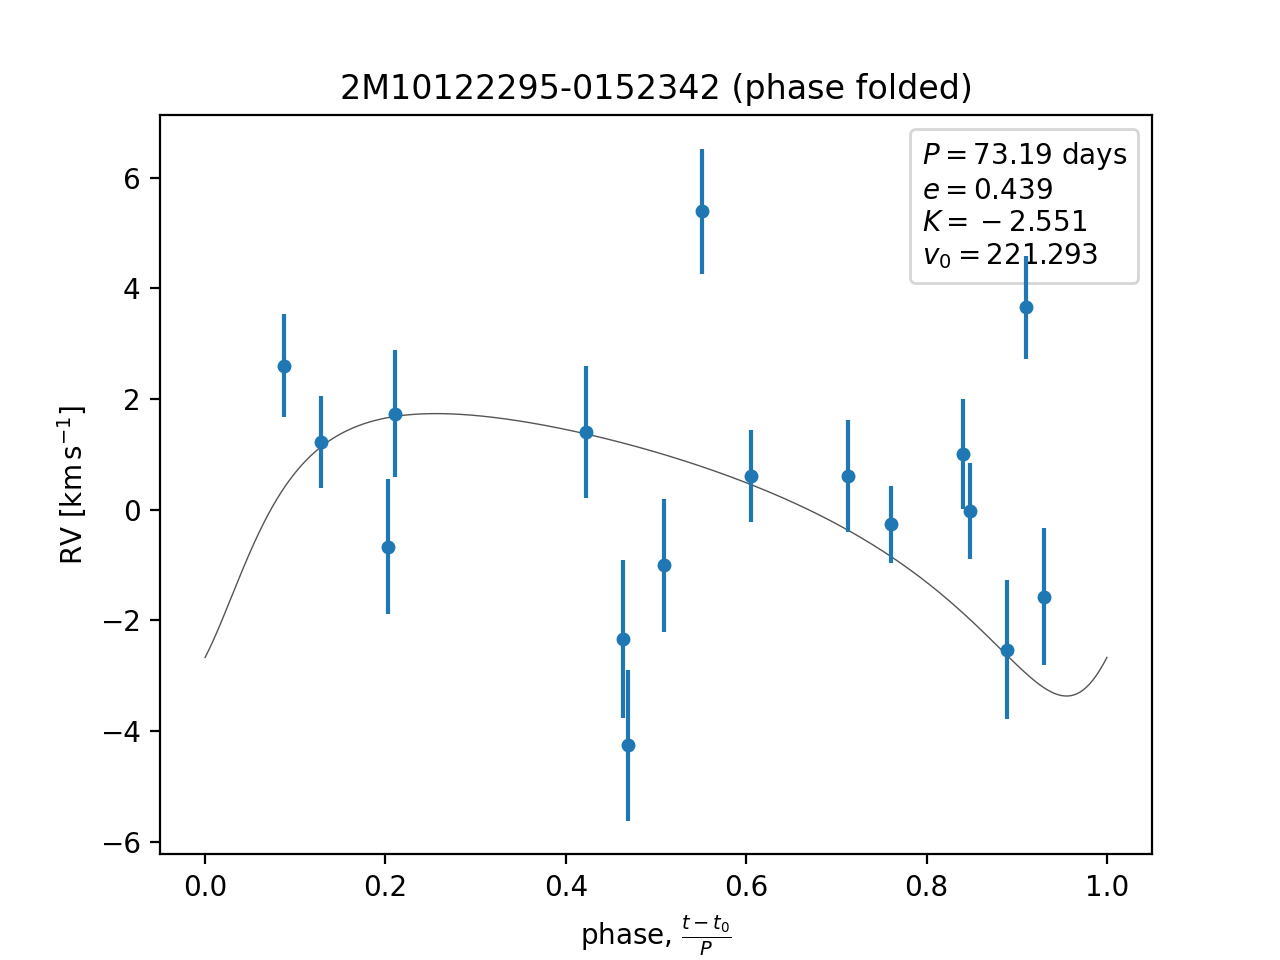 2M10122295-0152342 (phase folded)
P = 73.19 days
e = 0.439
K = −2.551
v₀ = 221.293
RV [km s⁻¹]
6
4
2
0
−2
−4
−6
0.0 0.2 0.4 0.6 0.8 1.0
phase, (t − t₀)/P